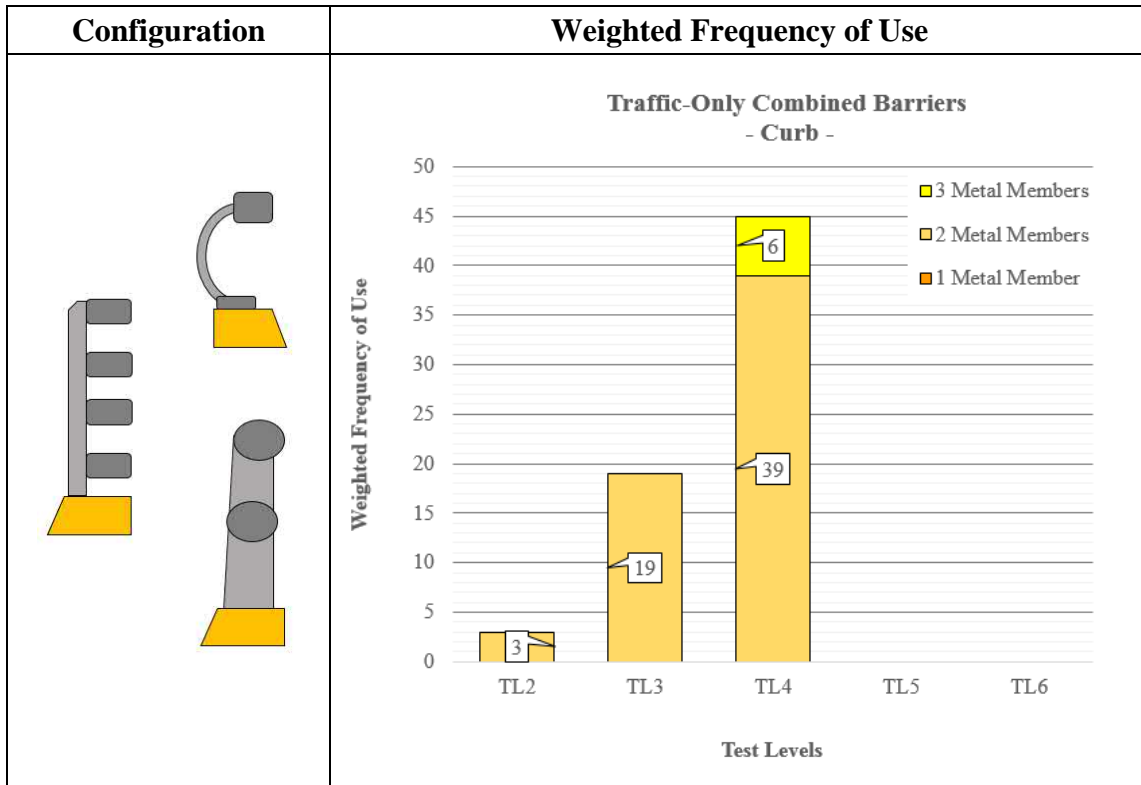 Configuration
Weighted Frequency of Use
Traffic-Only Combined Barriers
- Curb -
Weighted Frequency of Use
50
45
40
35
30
25
20
15
10
5
0
3 Metal Members
2 Metal Members
1 Metal Member
6
39
19
3
TL2 TL3 TL4 TL5 TL6
Test Levels